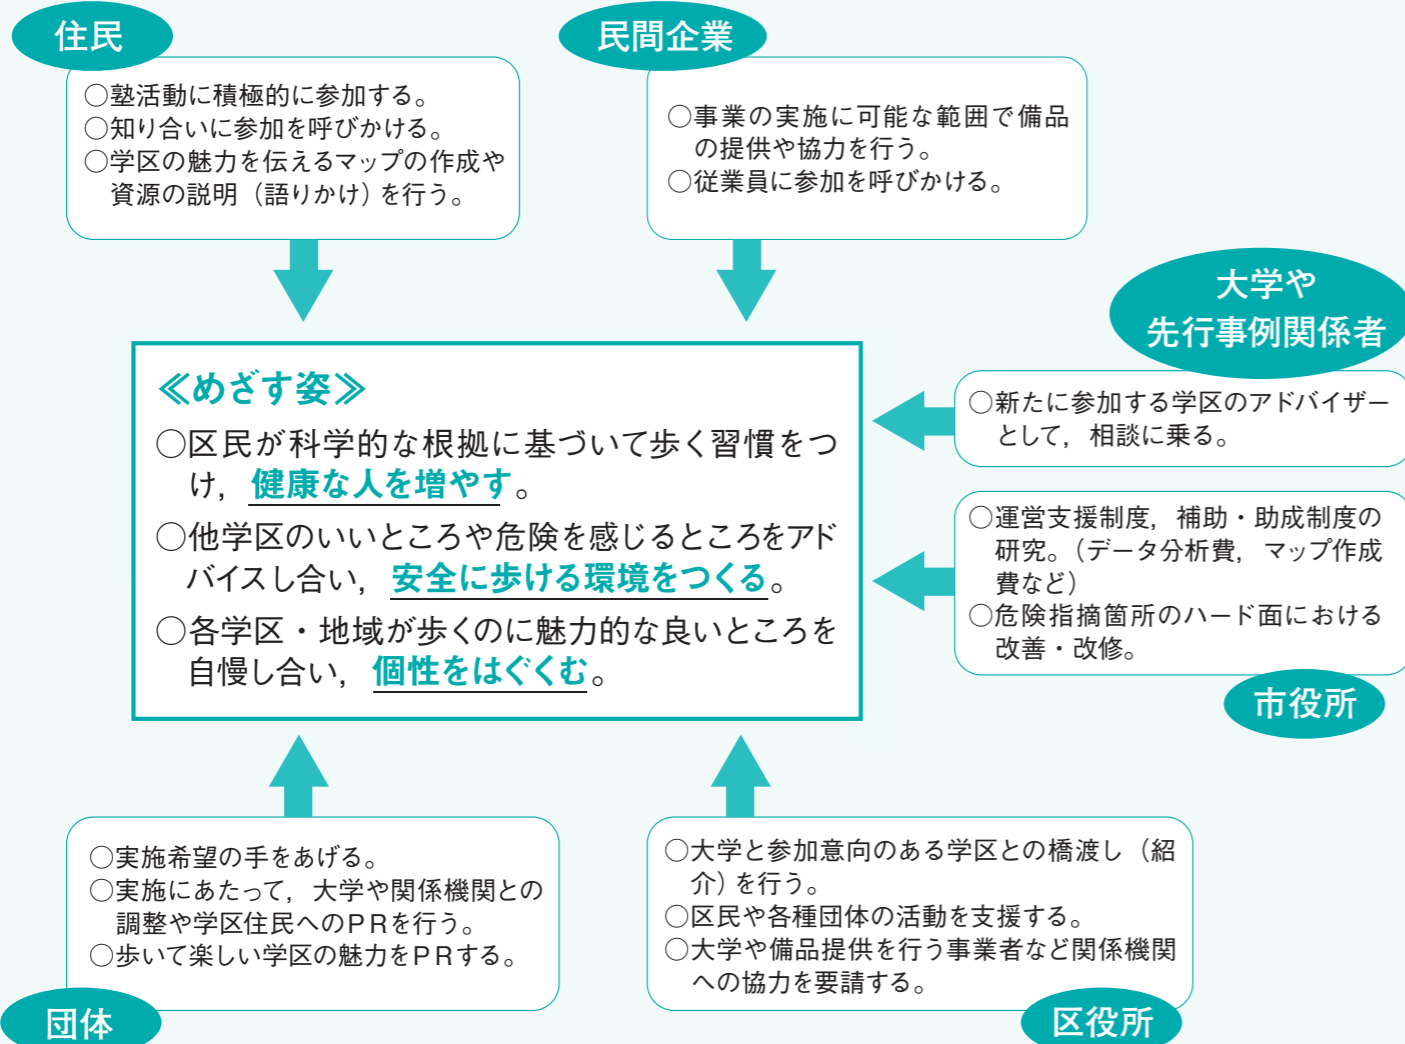 住民
○塾活動に積極的に参加する。
○知り合いに参加を呼びかける。
○学区の魅力を伝えるマップの作成や
資源の説明（語りかけ）を行う。
民間企業
○事業の実施に可能な範囲で備品
の提供や協力を行う。
○従業員に参加を呼びかける。
大学や
先行事例関係者
○新たに参加する学区のアドバイザー
として，相談に乗る。
≪めざす姿≫
○区民が科学的な根拠に基づいて歩く習慣をつ
け，健康な人を増やす。
○他学区のいいところや危険を感じるところをアド
バイスし合い，安全に歩ける環境をつくる。
○各学区・地域が歩くのに魅力的な良いところを
自慢し合い，個性をはぐくむ。
○運営支援制度，補助・助成制度の
研究。（データ分析費，マップ作成
費など）
○危険指摘箇所のハード面における
改善・改修。
市役所
○実施希望の手をあげる。
○実施にあたって，大学や関係機関との
調整や学区住民へのPRを行う。
○歩いて楽しい学区の魅力をPRする。
団体
○大学と参加意向のある学区との橋渡し（紹
介）を行う。
○区民や各種団体の活動を支援する。
○大学や備品提供を行う事業者など関係機関
への協力を要請する。
区役所